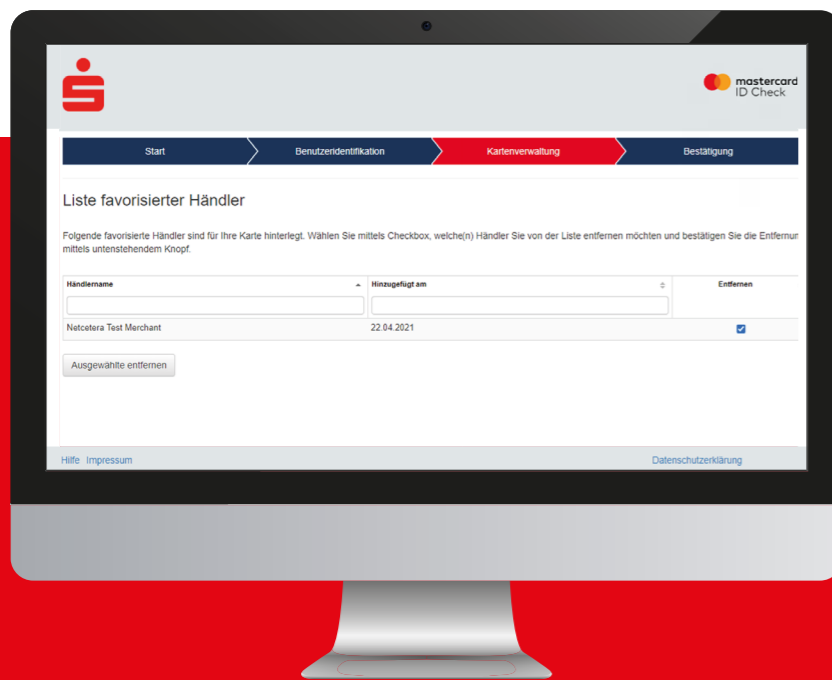 mastercard
ID Check
Start
Benutzeridentifikation
Kartenverwaltung
Bestätigung
Liste favorisierter Händler
Folgende favorisierte Händler sind für Ihre Karte hinterlegt. Wählen Sie mittels Checkbox, welche(n) Händler Sie von der Liste entfernen möchten und bestätigen Sie die Entfernun
mittels untenstehendem Knopf.
Händlername
Hinzugefügt am
Entfernen
Netcetera Test Merchant
22.04.2021
Ausgewählte entfernen
Hilfe Impressum
Datenschutzerklärung